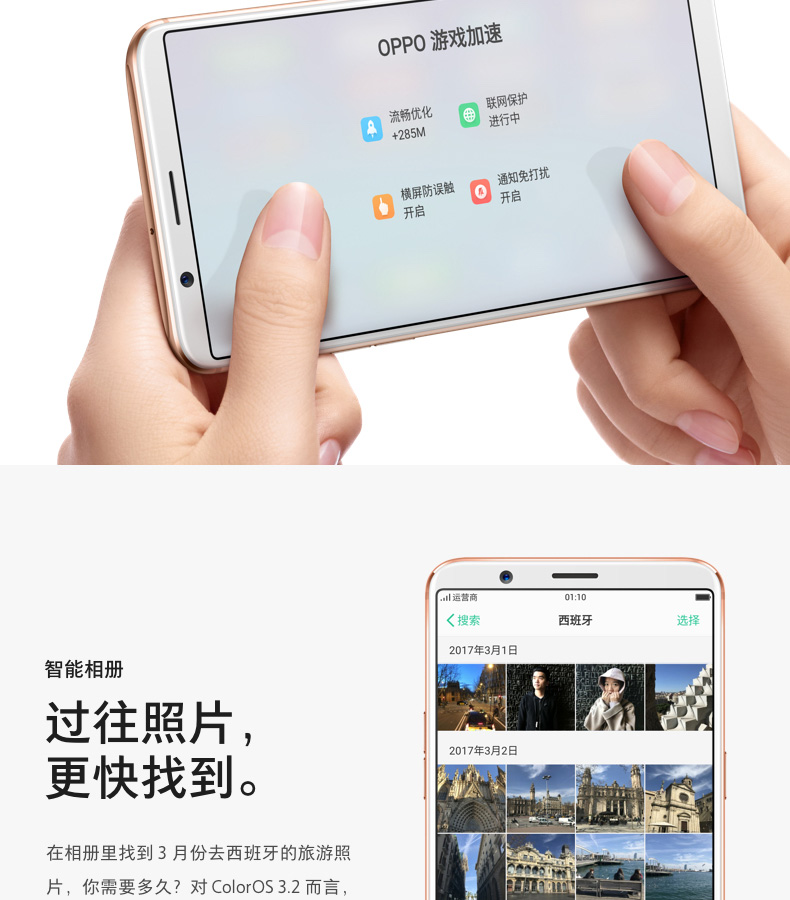 OPPO 游戏加速
流畅优化
+285M
联网保护
进行中
横屏防误触
开启
通知免打扰
开启
运营商
01:10
搜索
西班牙
选择
2017年3月1日
2017年3月2日
智能相册
过往照片，
更快找到。
在相册里找到 3 月份去西班牙的旅游照
片，你需要多久？对 ColorOS 3.2 而言，